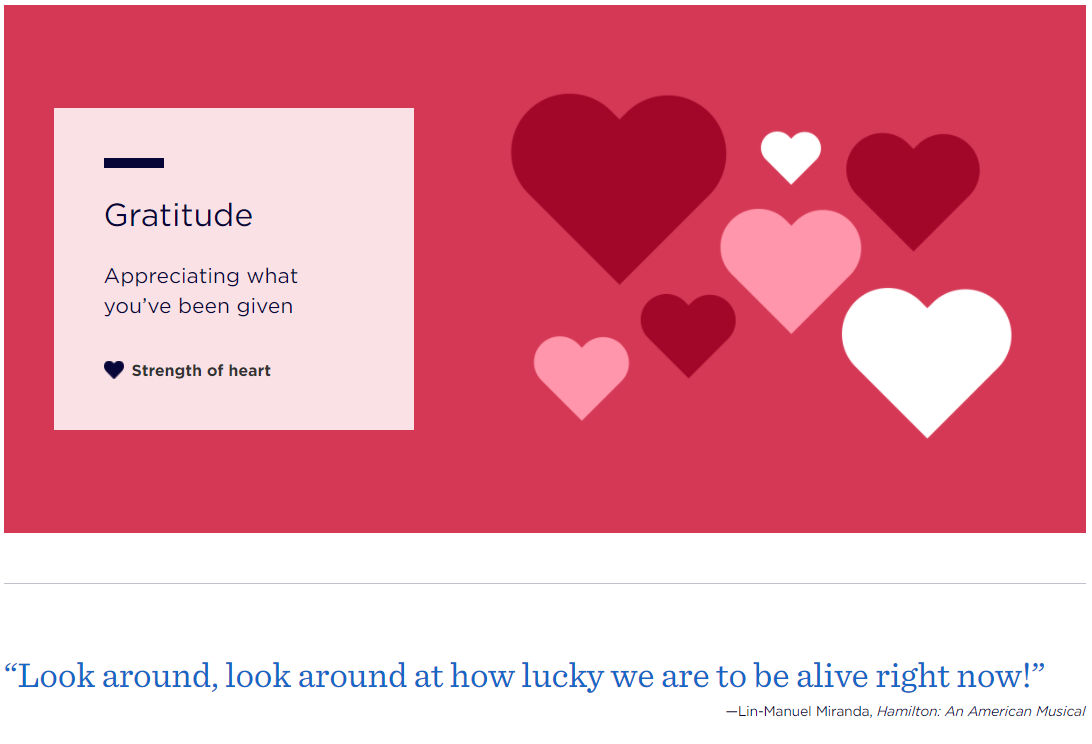 Gratitude
Appreciating what
you’ve been given
Strength of heart
“Look around, look around at how lucky we are to be alive right now!”
—Lin-Manuel Miranda, Hamilton: An American Musical